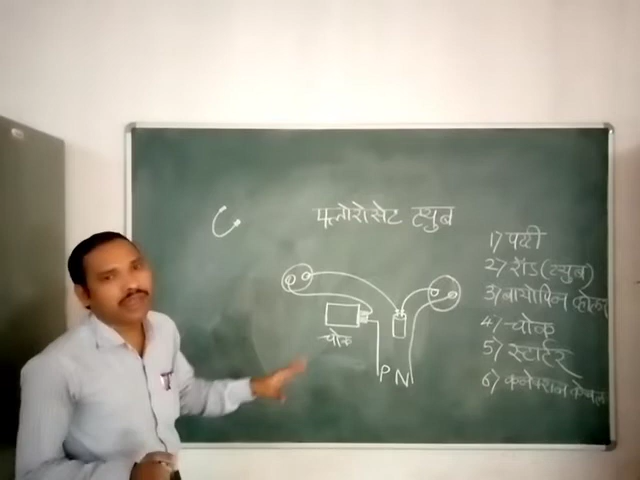 फ्लोरोसेट ट्युब
चोक
P N
1) पट्टी
2) रॉड (ट्युब)
3) बायोपिन होल्डर
4) चोक
5) स्टार्टर
6) कनेक्शन केबल